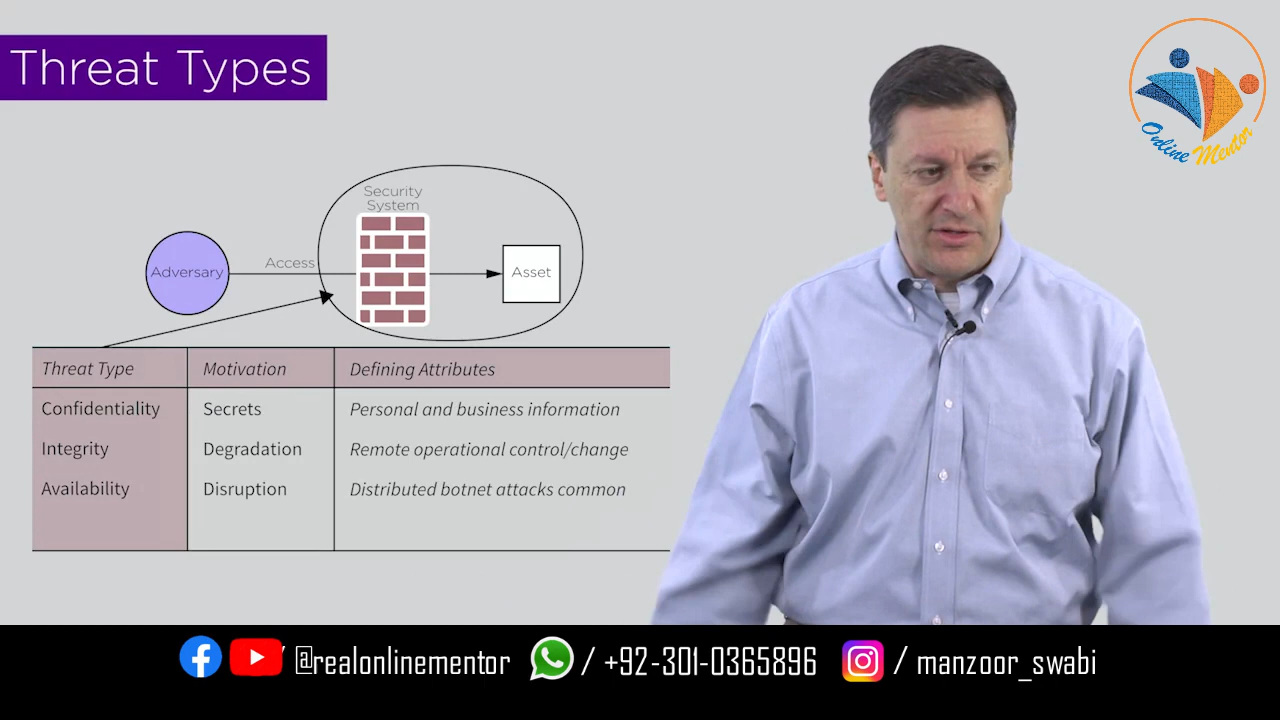 Threat Types
Online Mentor
Security
System
Adversary
Access
Asset
Threat Type Motivation Defining Attributes
Confidentiality Secrets Personal and business information
Integrity Degradation Remote operational control/change
Availability Disruption Distributed botnet attacks common
/ @realonlinementor / +92-301-0365896 / manzoor_swabi